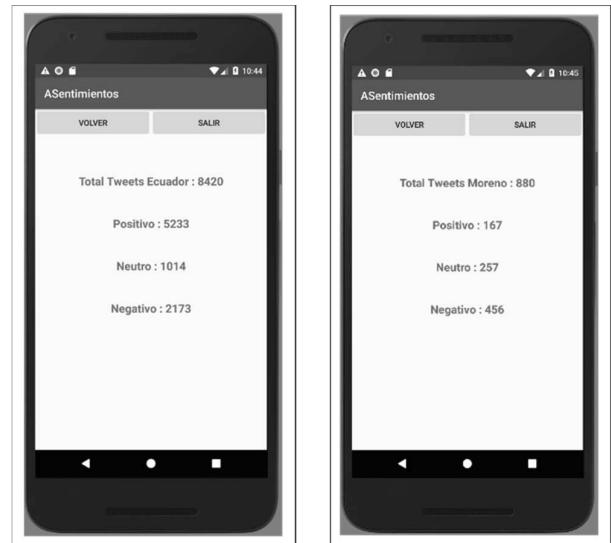 10:44
ASentimientos
VOLVER SALIR
Total Tweets Ecuador : 8420
Positivo : 5233
Neutro : 1014
Negativo : 2173
10:45
ASentimientos
VOLVER SALIR
Total Tweets Moreno : 880
Positivo : 167
Neutro : 257
Negativo : 456